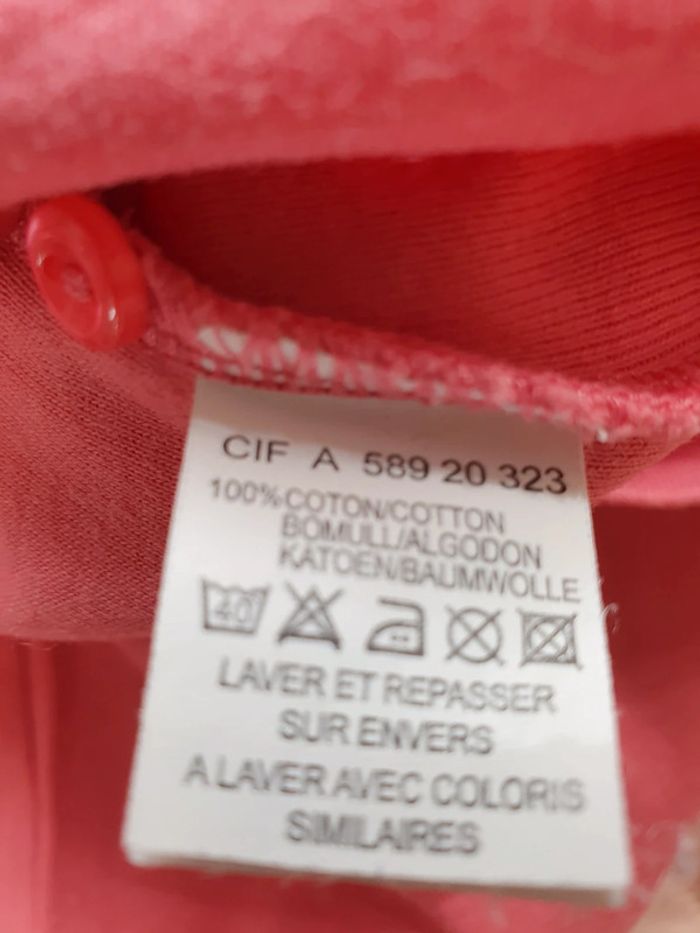 CIF A 589 20 323
100%COTON/COTTON
BOMULL/ALGODON
KATOEN/BAUMWOLLE
40
LAVER ET REPASSER
SUR ENVERS
A LAVER AVEC COLORIS
SIMILAIRES